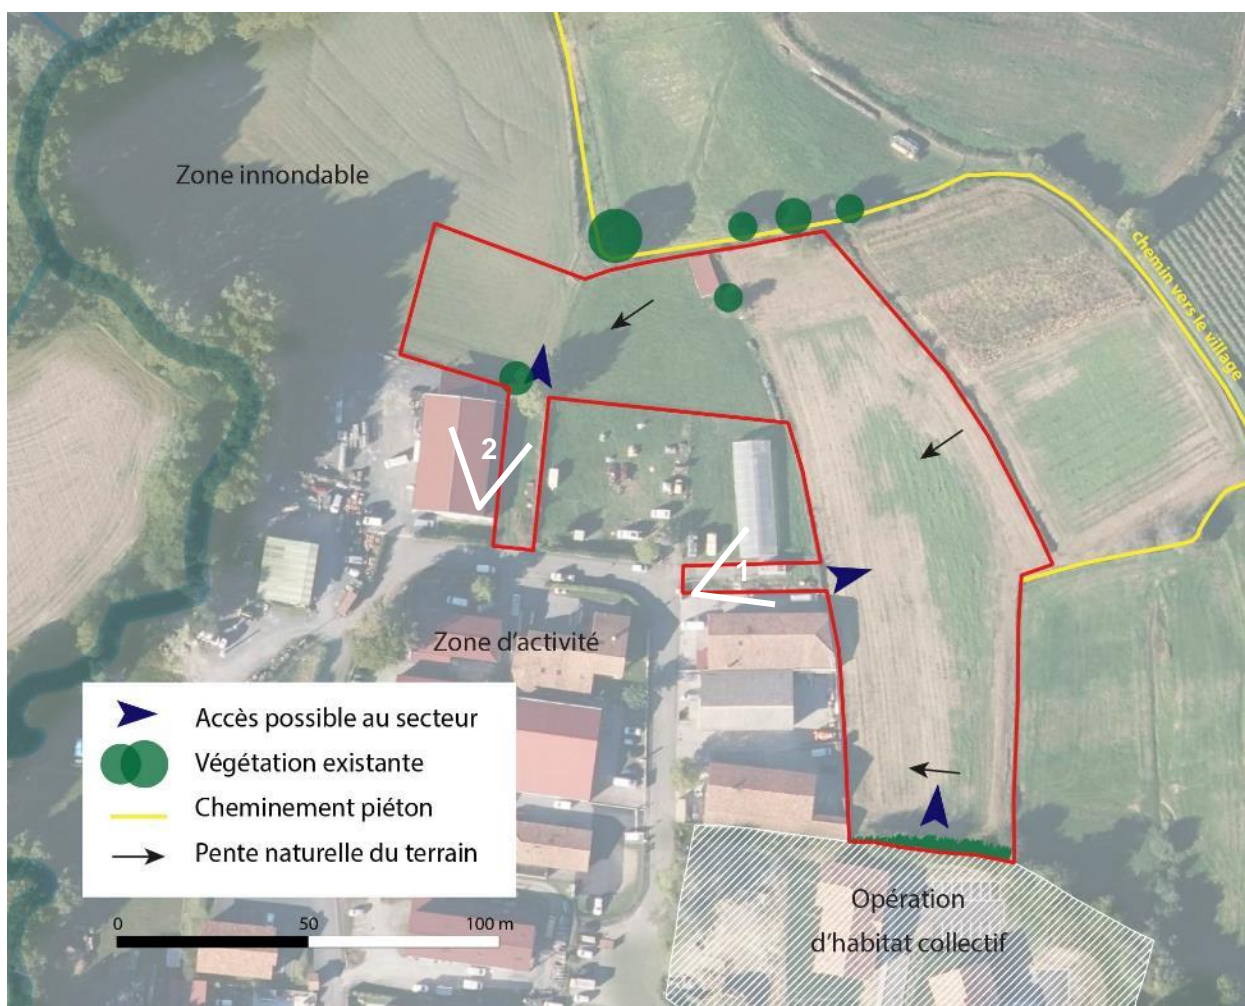 Zone innondable
chemin vers le village
2
1
Zone d'activité
Accès possible au secteur
Végétation existante
Cheminement piéton
Pente naturelle du terrain
0 50 100 m
Opération
d'habitat collectif